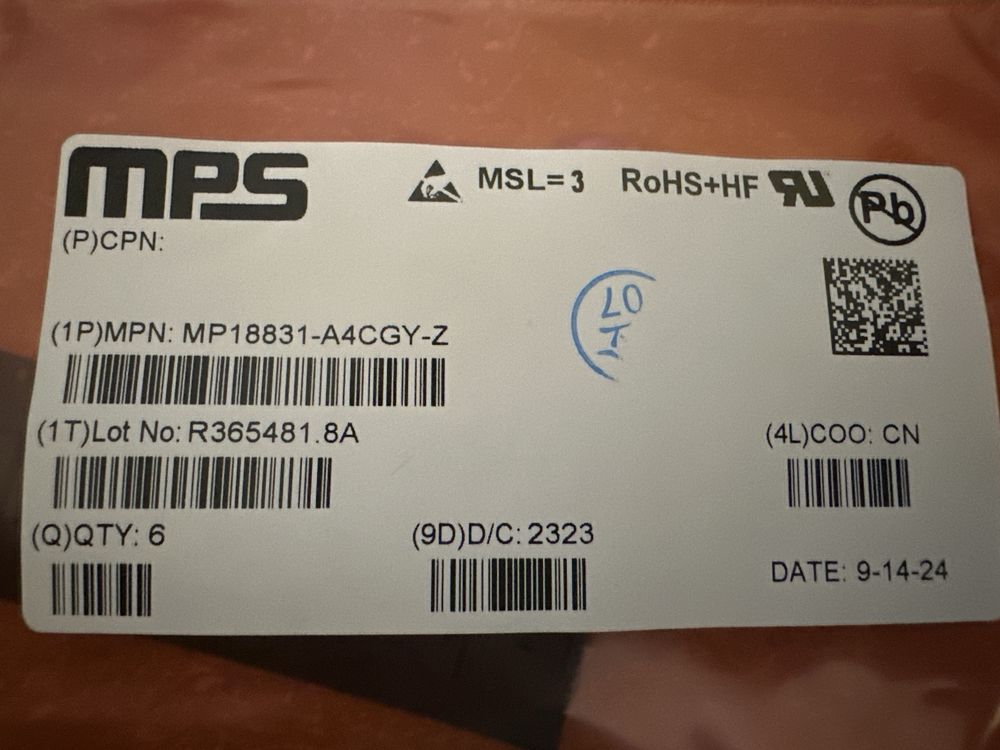 MPS
MSL=3 RoHS+HF Pb
(P)CPN:
(1P)MPN: MP18831-A4CGY-Z
(1T)Lot No: R365481.8A
(4L)COO: CN
(Q)QTY: 6
(9D)D/C: 2323
DATE: 9-14-24